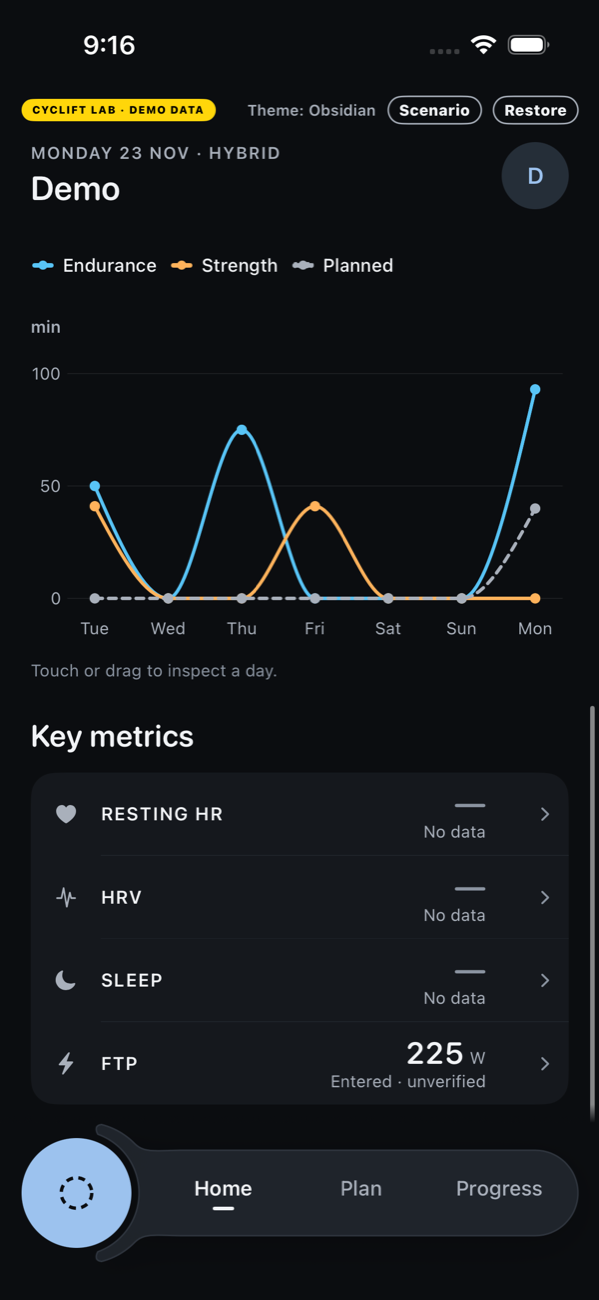 9:16
CYCLIFT LAB · DEMO DATA Theme: Obsidian Scenario Restore
MONDAY 23 NOV · HYBRID
Demo
D
Endurance Strength Planned
min
100
50
0
Tue Wed Thu Fri Sat Sun Mon
Touch or drag to inspect a day.
Key metrics
RESTING HR
No data
HRV
No data
SLEEP
No data
FTP 225 W
Entered · unverified
Home Plan Progress